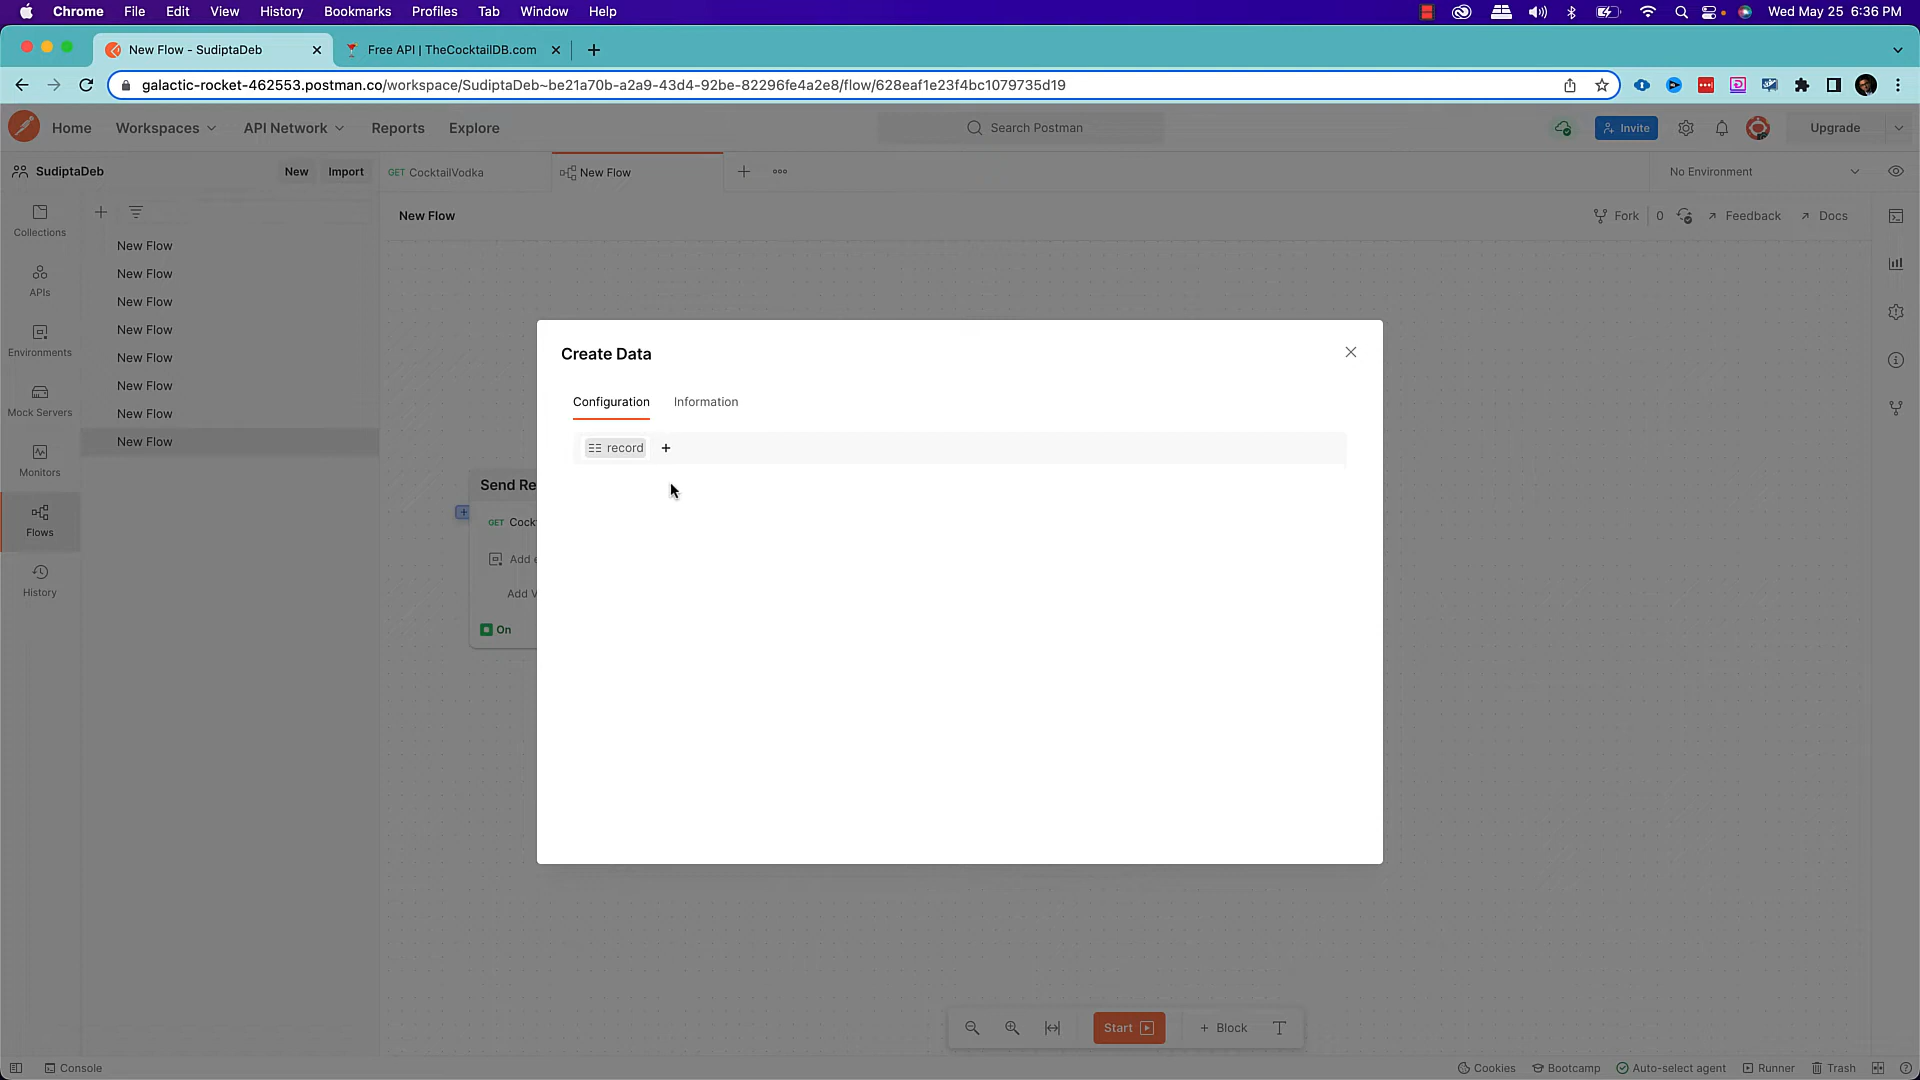 Chrome File Edit View History Bookmarks Profiles Tab Window Help Wed May 25 6:36 PM
New Flow - SudiptaDeb Free API | TheCocktailDB.com
galactic-rocket-462553.postman.co/workspace/SudiptaDeb~be21a70b-a2a9-43d4-92be-82296fe4a2e8/flow/628eaf1e23f4bc1079735d19
Home Workspaces API Network Reports Explore Search Postman Invite Upgrade
SudiptaDeb New Import GET CocktailVodka New Flow No Environment
New Flow Fork 0 Feedback Docs
Collections
APIs
Environments
Mock Servers
Monitors
Flows
History
New Flow
New Flow
New Flow
New Flow
New Flow
New Flow
New Flow
New Flow
Send Re
GET Cock
Add e
Add V
On
Create Data
Configuration Information
record
Start Block
Console Cookies Bootcamp Auto-select agent Runner Trash